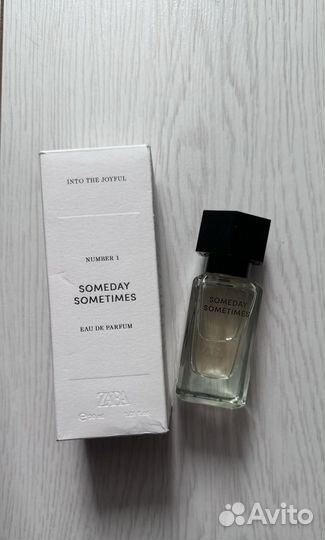 INTO THE JOYFUL
NUMBER 1
SOMEDAY
SOMETIMES
EAU DE PARFUM
ZARA
SOMEDAY
SOMETIMES
Avito